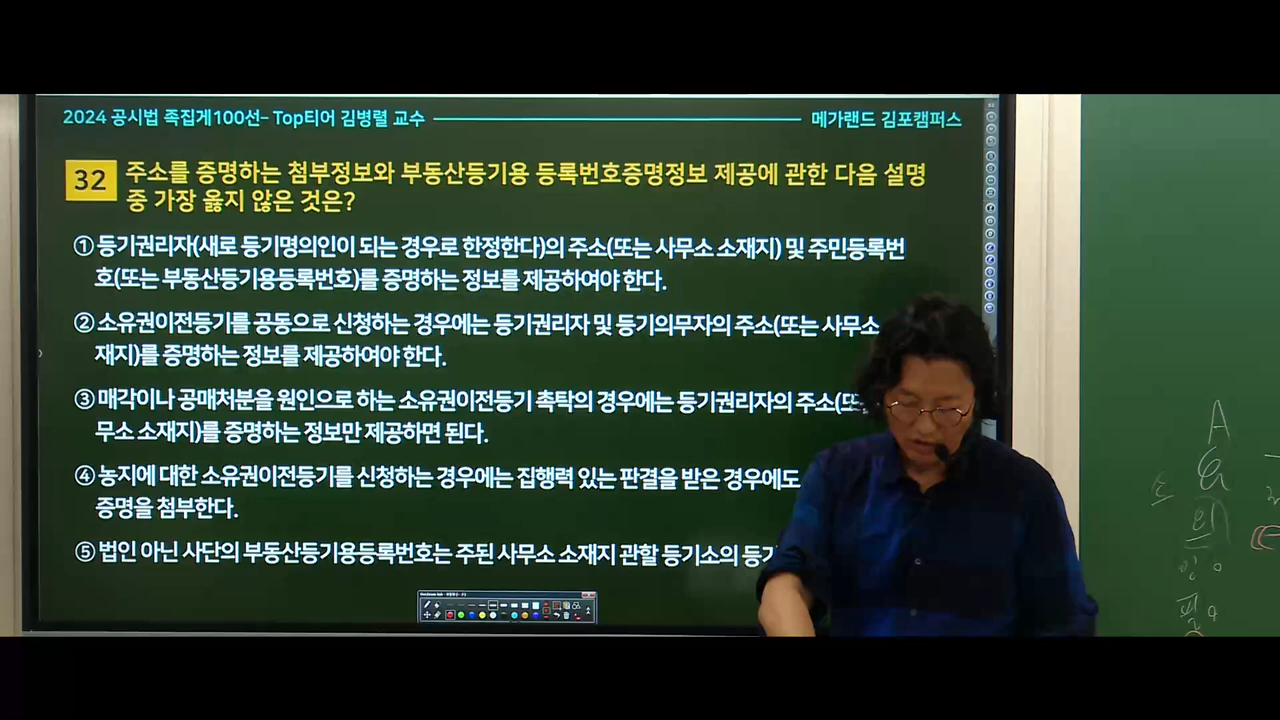 2024 공시법 족집게100선– Top티어 김병렬 교수 메가랜드 김포캠퍼스
32 주소를 증명하는 첨부정보와 부동산등기용 등록번호증명정보 제공에 관한 다음 설명
중 가장 옳지 않은 것은?
① 등기권리자(새로 등기명의인이 되는 경우로 한정한다)의 주소(또는 사무소 소재지) 및 주민등록번
호(또는 부동산등기용등록번호)를 증명하는 정보를 제공하여야 한다.
② 소유권이전등기를 공동으로 신청하는 경우에는 등기권리자 및 등기의무자의 주소(또는 사무소
재지)를 증명하는 정보를 제공하여야 한다.
③ 매각이나 공매처분을 원인으로 하는 소유권이전등기 촉탁의 경우에는 등기권리자의 주소(또
무소 소재지)를 증명하는 정보만 제공하면 된다.
④ 농지에 대한 소유권이전등기를 신청하는 경우에는 집행력 있는 판결을 받은 경우에도
증명을 첨부한다.
⑤ 법인 아닌 사단의 부동산등기용등록번호는 주된 사무소 소재지 관할 등기소의 등기
A